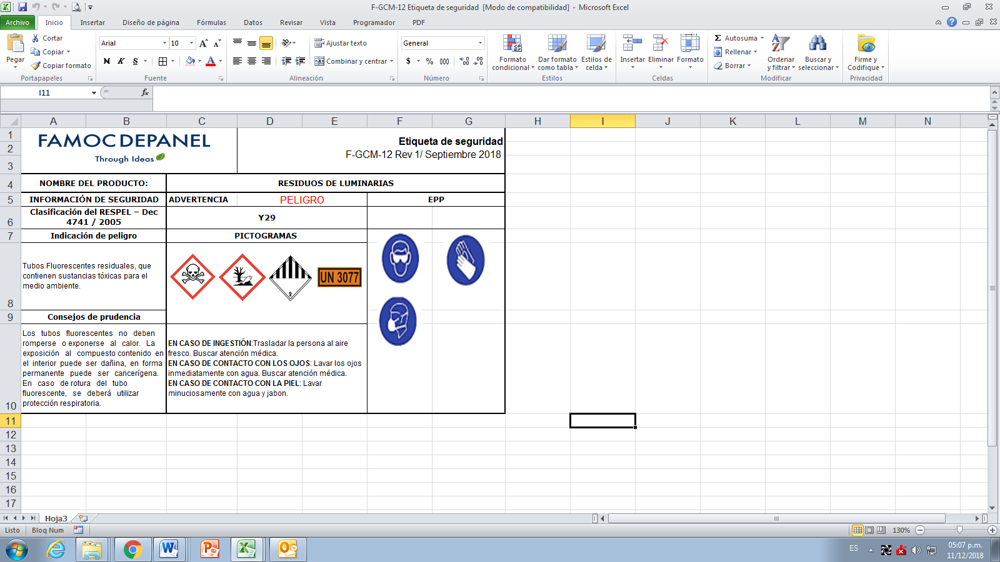 F-GCM-12 Etiqueta de seguridad [Modo de compatibilidad] - Microsoft Excel
Archivo Inicio Insertar Diseño de página Fórmulas Datos Revisar Vista Programador PDF
Pegar
Cortar
Copiar
Copiar formato
Portapapeles
Arial 10
N K S
Fuente
Ajustar texto
Combinar y centrar
Alineación
General
$ % 000
Número
Formato condicional
Dar formato como tabla
Estilos de celda
Estilos
Insertar Eliminar Formato
Celdas
Autosuma
Rellenar
Borrar
Ordenar y filtrar
Buscar y seleccionar
Modificar
Firme y Codifique
Privacidad
I11
fx
A B C D E F G H I J K L M N
1
2
3
4
5
6
7
8
9
10
11
12
13
14
15
16
17
FAMOC DEPANEL
Through Ideas
Etiqueta de seguridad
F-GCM-12 Rev 1/ Septiembre 2018
NOMBRE DEL PRODUCTO: RESIDUOS DE LUMINARIAS
INFORMACIÓN DE SEGURIDAD ADVERTENCIA PELIGRO EPP
Clasificación del RESPEL – Dec
4741 / 2005
Y29
Indicación de peligro PICTOGRAMAS
Tubos Fluorescentes residuales, que
contienen sustancias tóxicas para el
medio ambiente.
9
UN 3077
Consejos de prudencia
Los tubos fluorescentes no deben
romperse o exponerse al calor. La
exposición al compuesto contenido en
el interior puede ser dañina, en forma
permanente puede ser cancerígena.
En caso de rotura del tubo
fluorescente, se deberá utilizar
protección respiratoria.
EN CASO DE INGESTIÓN:Trasladar la persona al aire
fresco. Buscar atención médica.
EN CASO DE CONTACTO CON LOS OJOS: Lavar los ojos
inmediatamente con agua. Buscar atención médica.
EN CASO DE CONTACTO CON LA PIEL: Lavar
minuciosamente con agua y jabon.
Hoja3
Listo Bloq Num
130%
ES
05:07 p.m.
11/12/2018